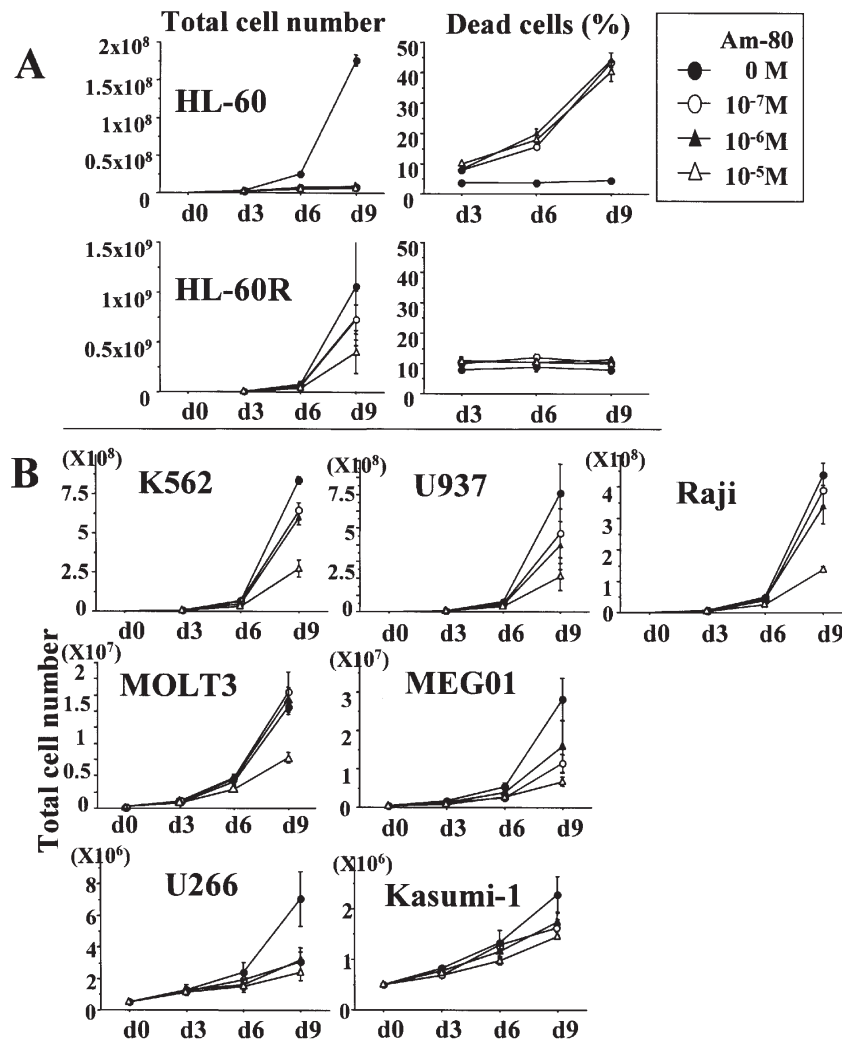 Total cell number
Dead cells (%)
Am-80
0 M
10-7M
10-6M
10-5M
A
HL-60
2x10⁸
1.5x10⁸
1x10⁸
0.5x10⁸
0
d0 d3 d6 d9
50
40
30
20
10
0
d3 d6 d9
HL-60R
1.5x10⁹
1x10⁹
0.5x10⁹
0
d0 d3 d6 d9
50
40
30
20
10
0
d3 d6 d9
B
Total cell number
(X10⁸)
K562
7.5
5
2.5
0
d0 d3 d6 d9
(X10⁸)
U937
7.5
5
2.5
0
d0 d3 d6 d9
(X10⁸)
Raji
4
3
2
1
0
d0 d3 d6 d9
(X10⁷)
MOLT3
2
1.5
1
0.5
0
d0 d3 d6 d9
(X10⁷)
MEG01
3
2
1
0
d0 d3 d6 d9
(X10⁶)
U266
8
6
4
2
0
d0 d3 d6 d9
(X10⁶)
Kasumi-1
2
1
0
d0 d3 d6 d9